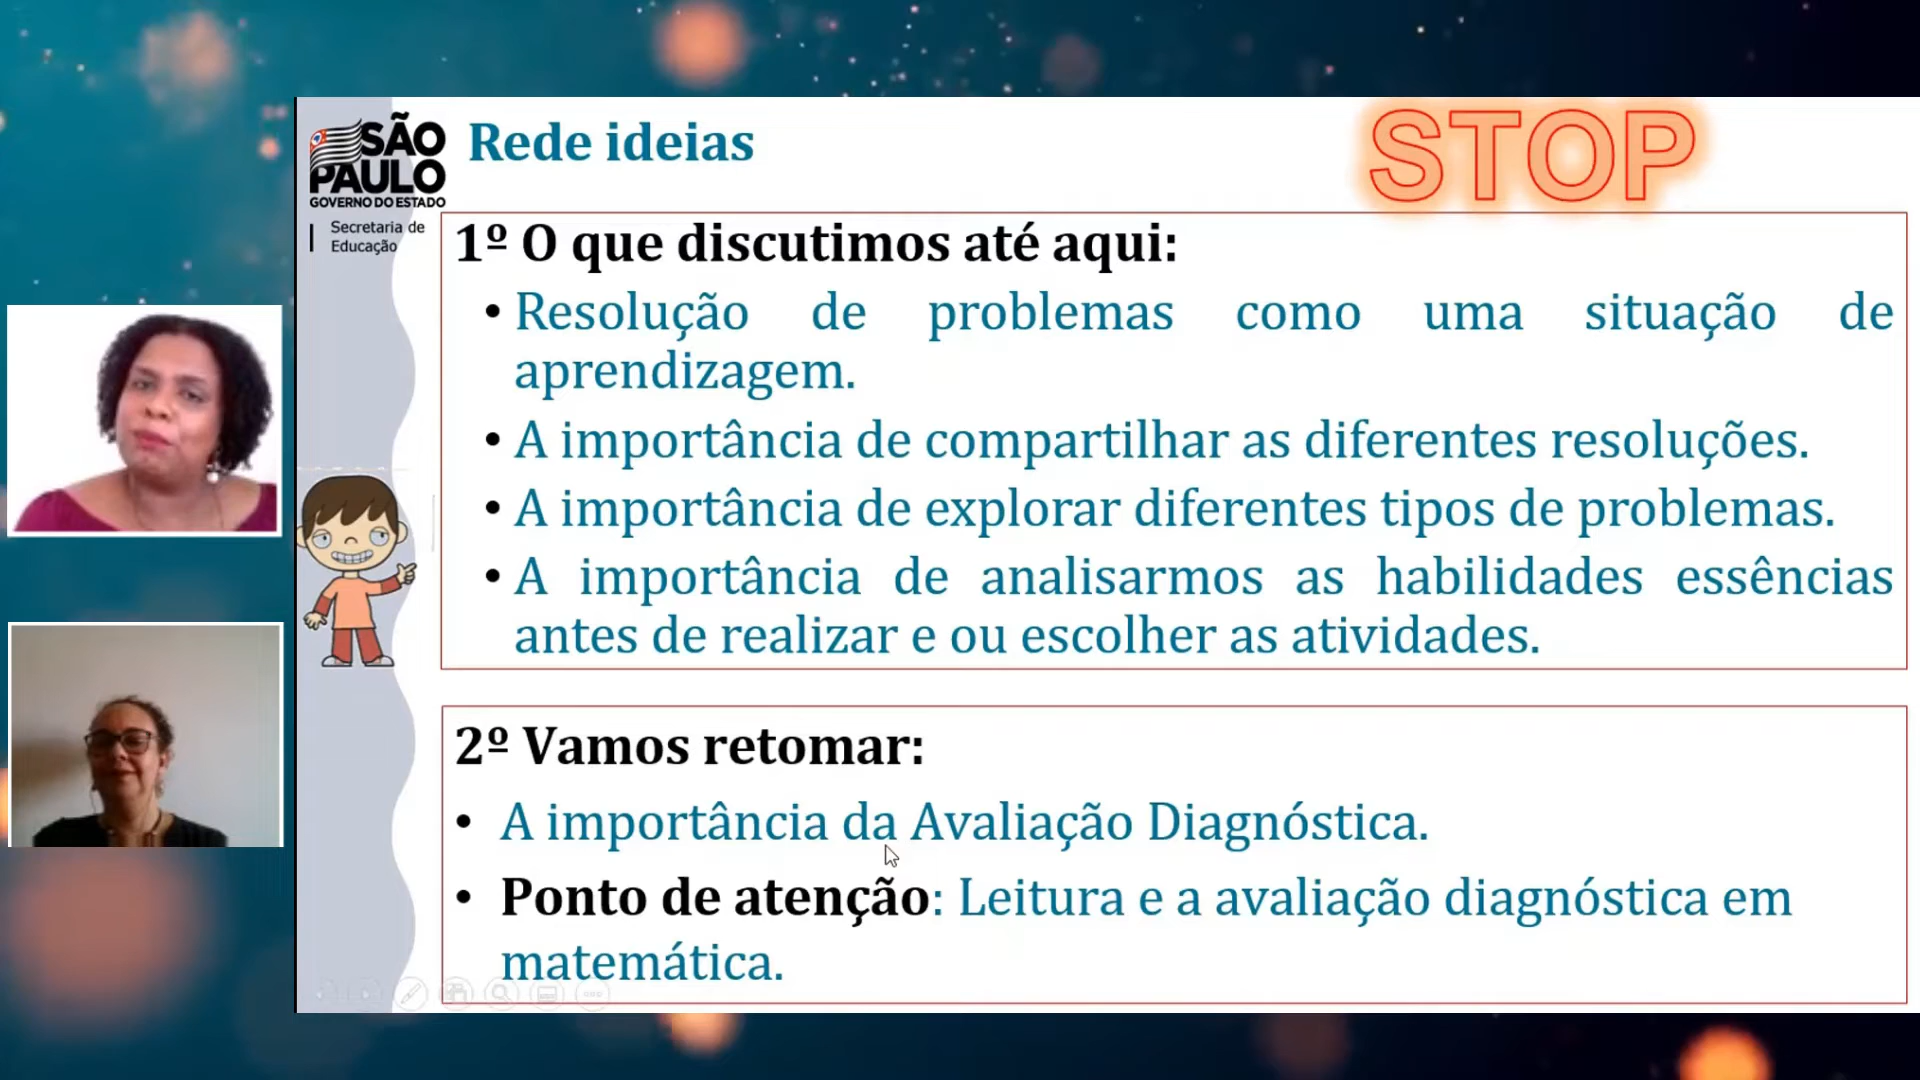 SÃO
PAULO
GOVERNO DO ESTADO
Secretaria de
Educação
Rede ideias
STOP
1º O que discutimos até aqui:
• Resolução de problemas como uma situação de
aprendizagem.
• A importância de compartilhar as diferentes resoluções.
• A importância de explorar diferentes tipos de problemas.
• A importância de analisarmos as habilidades essências
antes de realizar e ou escolher as atividades.
2º Vamos retomar:
• A importância da Avaliação Diagnóstica.
• Ponto de atenção: Leitura e a avaliação diagnóstica em
matemática.